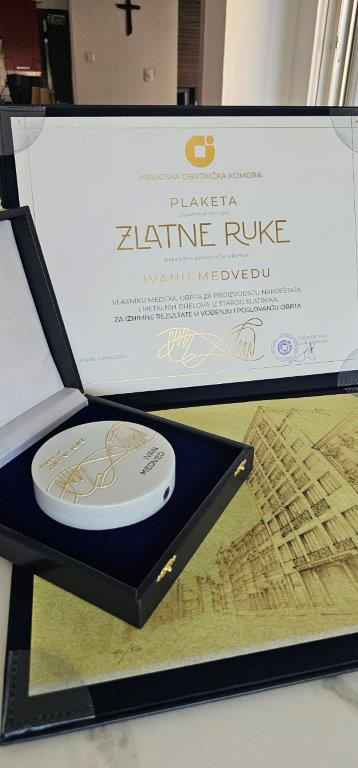 HRVATSKA OBRTNIČKA KOMORA
PLAKETA
ZLATNE RUKE
IVANU MEDVEDU
VLASNIKU MEDEXA, OBRTA ZA PROIZVODNJU NAMJEŠTAJA
I METALNIH DIJELOVA IZ STAROG SLATINIKA,
ZA IZNIMNE REZULTATE U VOĐENJU I POSLOVANJU OBRTA
IVAN
MEDVED